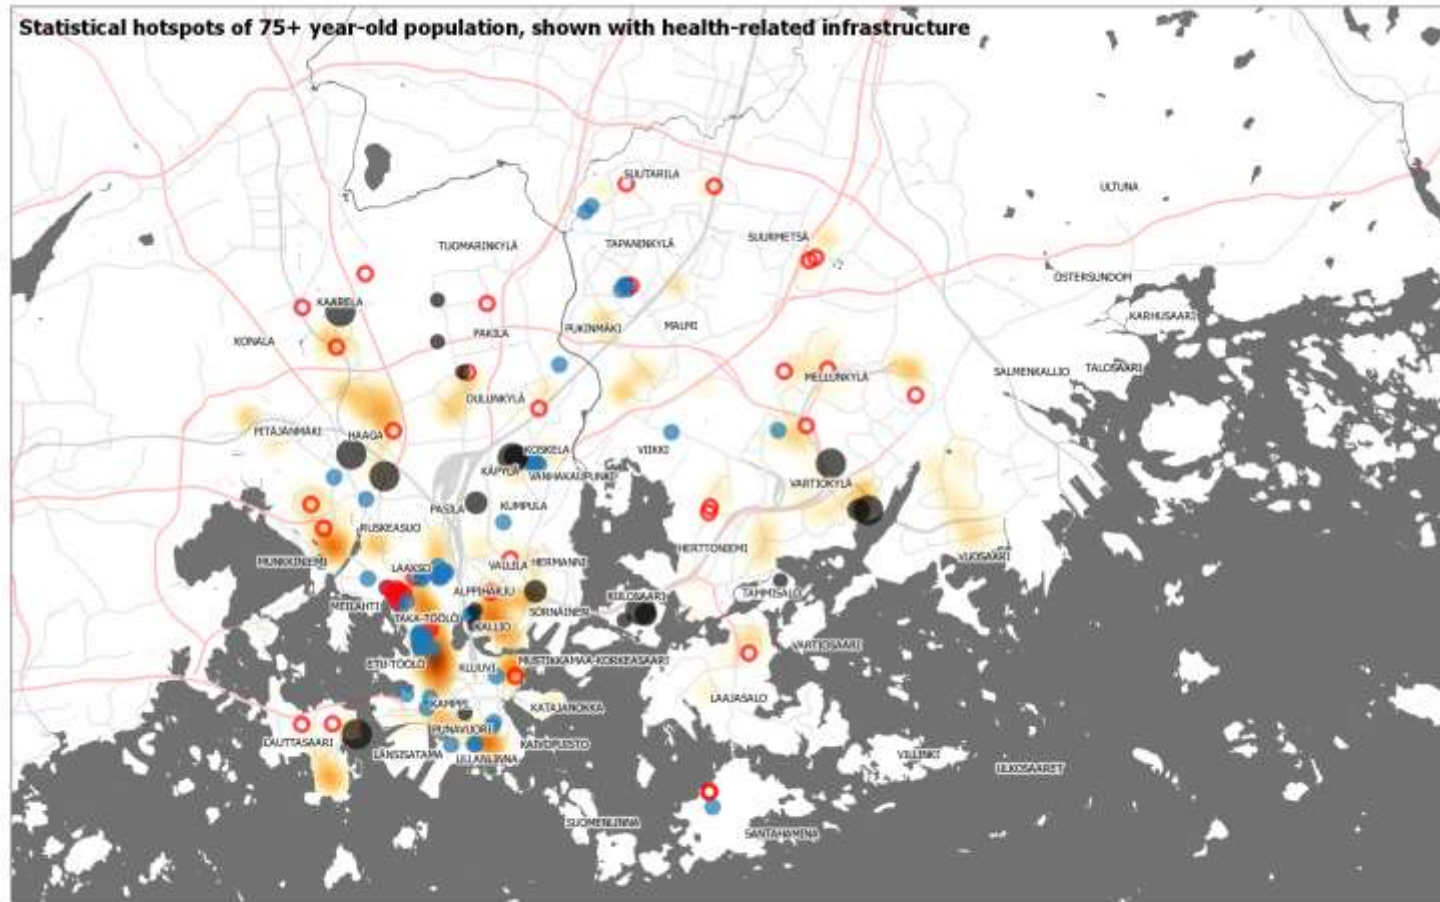 Statistical hotspots of 75+ year-old population, shown with health-related infrastructure
SUUTARILA
ULTUNA
SUURMETSÄ
TAPANINKYLÄ
TUOMARINKYLÄ
ÖSTERSUNDOM
KAARELA
KARHUSAARI
PUKINMÄKI
MALMI
PAKILA
KONALA
SALMENKALLIO
TALOSAARI
MELLUNKYLÄ
OULUNKYLÄ
PITÄJÄNMÄKI
HAAGA
KOSKELA
VIIKKI
KÄPYLÄ
VANHAKAUPUNKI
VARTIOKYLÄ
PASILA
KUMPULA
RUSKEASUO
HERTTONIEMI
VUOSAARI
MUNKKINIEMI
LAAKSO
VALLILA
HERMANNI
ALPPIHARJU
KULOSAARI
TAMMISALO
MEILAHTI
SÖRNÄINEN
TAKA-TÖÖLÖ
KALLIO
VARTIOSAARI
ETU-TÖÖLÖ
KLUUVI
MUSTIKKAMAA-KORKEASAARI
LAAJASALO
KAMPPI
KATAJANOKKA
PUNAVUORI
LAUTTASAARI
KAIVOPUISTO
LÄNSISATAMA
ULLANLINNA
VILLINKI
ULKOSAARET
SUOMENLINNA
SANTAHAMINA